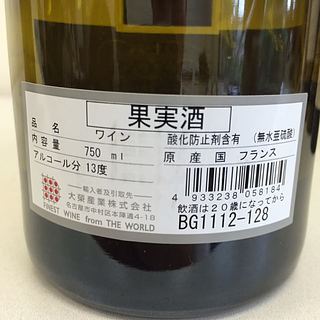 果実酒
品名 ワイン 酸化防止剤含有 (無水亜硫酸)
内容量 750 ml 原産国 フランス
アルコール分 13度
輸入者及引取先
大榮産業株式会社
名古屋市中村区本陣通4-18
FINEST WINE from THE WORLD
4 933238 058184
飲酒は20歳になってから
BG1112-128